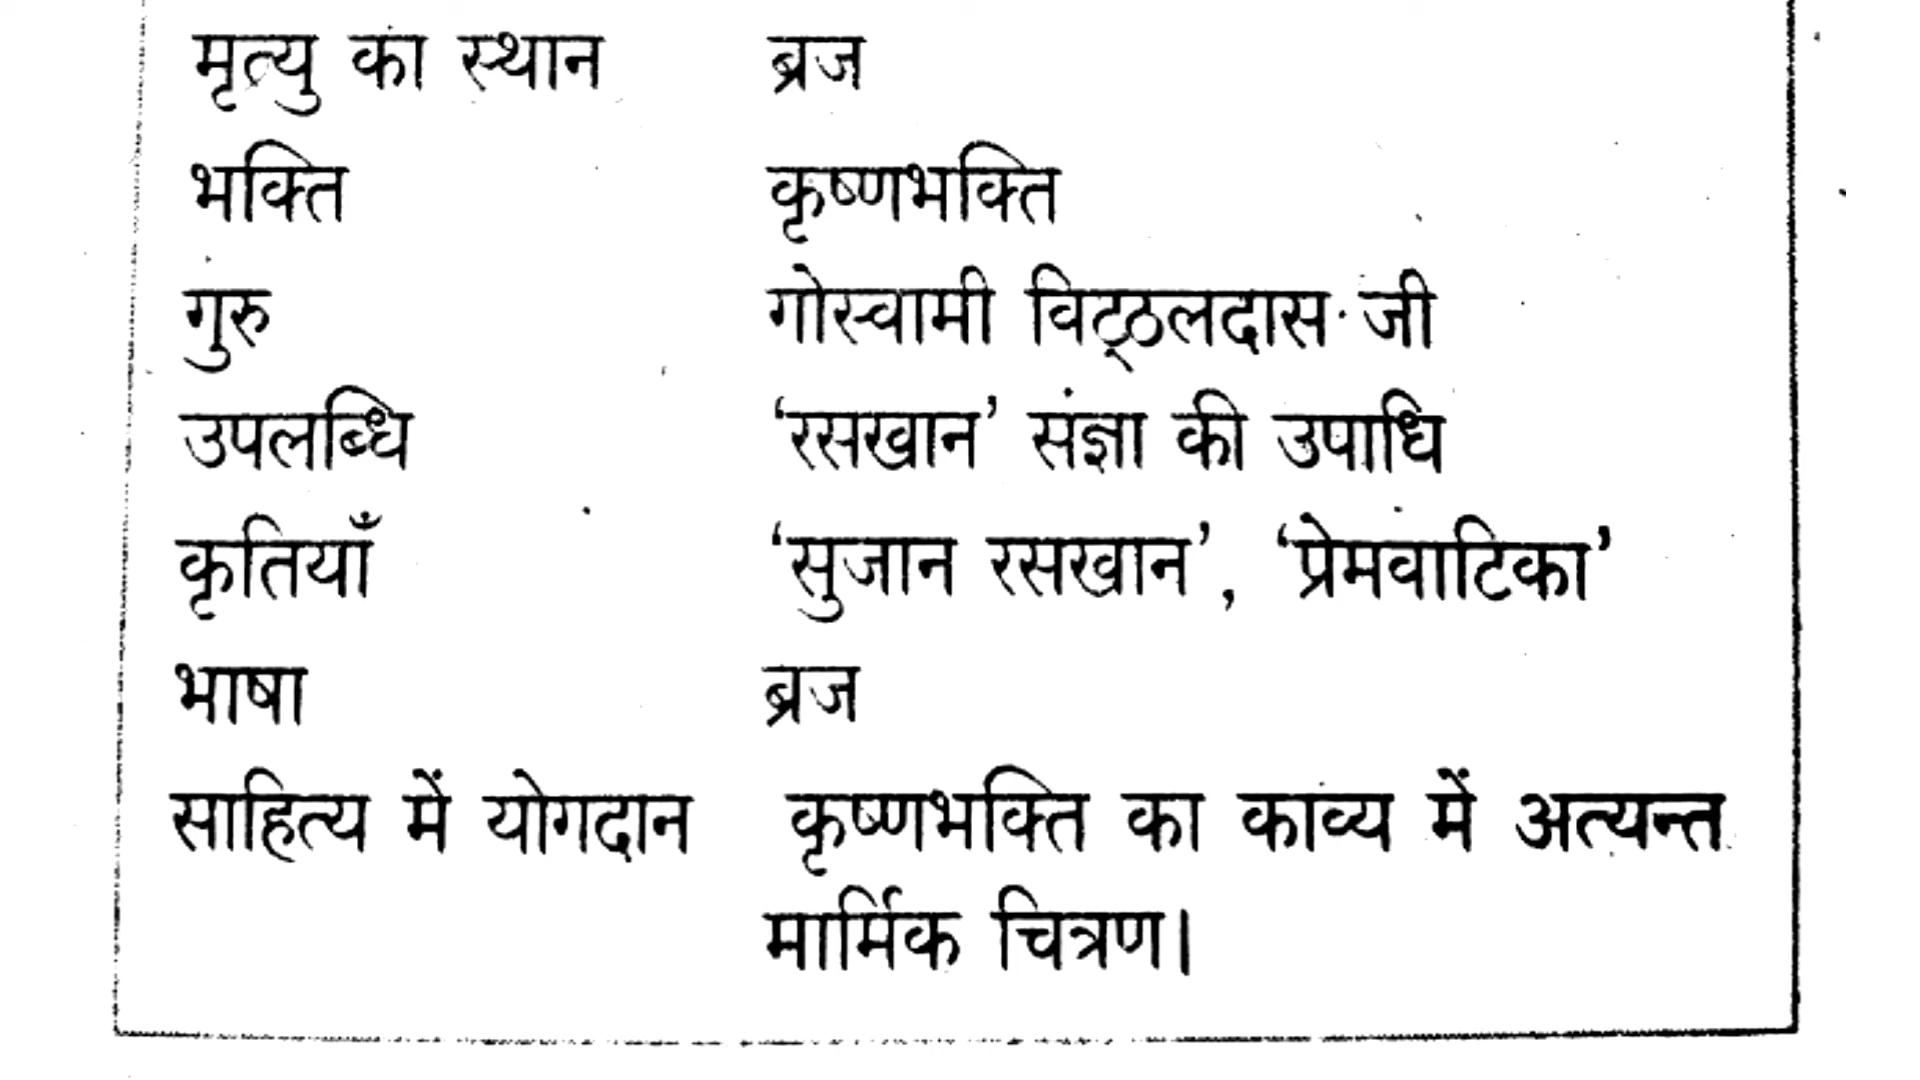 मृत्यु का स्थान ब्रज
भक्ति कृष्णभक्ति
गुरु गोस्वामी विट्ठलदास जी
उपलब्धि ‘रसखान’ संज्ञा की उपाधि
कृतियाँ ‘सुजान रसखान’, ‘प्रेमवाटिका’
भाषा ब्रज
साहित्य में योगदान कृष्णभक्ति का काव्य में अत्यन्त
मार्मिक चित्रण।